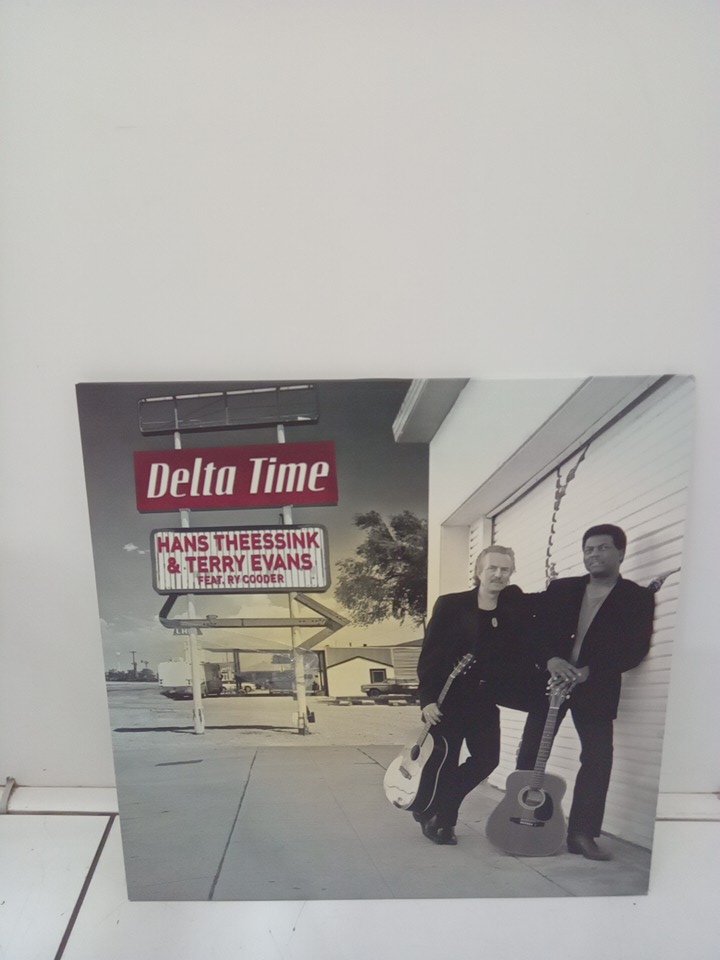 Delta Time
HANS THEESSINK
& TERRY EVANS
FEAT. RY COODER